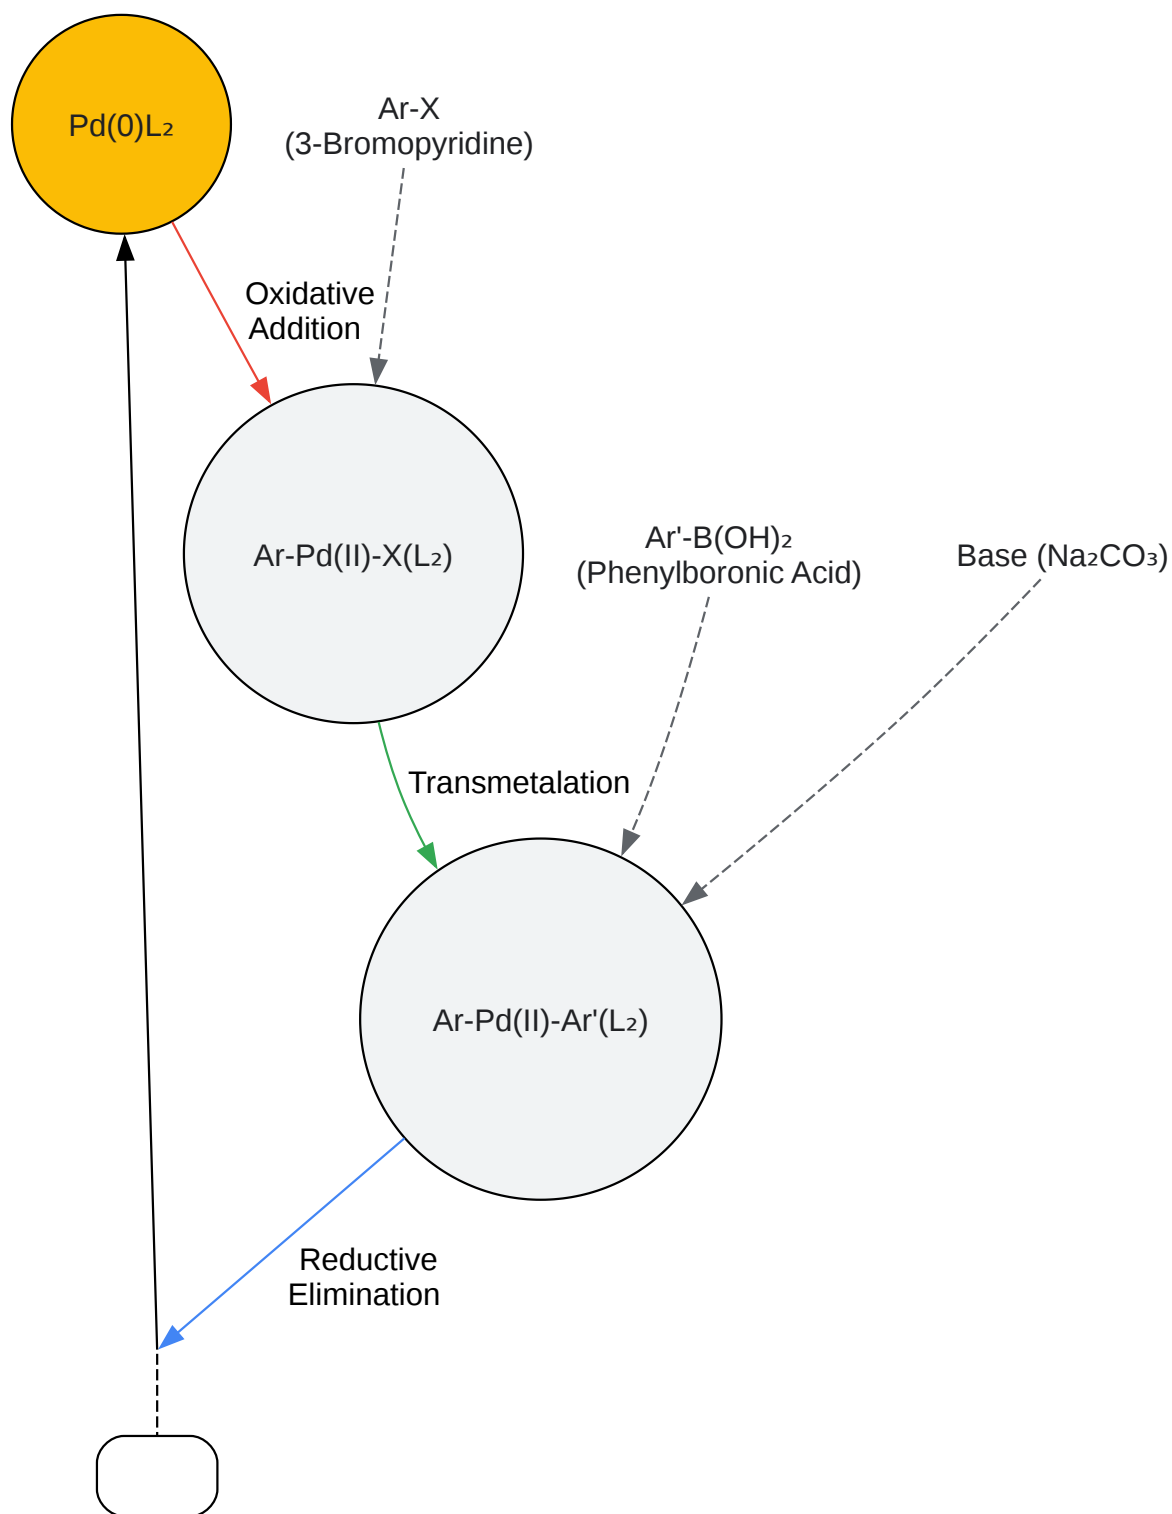 Pd(0)L₂
Ar-X
(3-Bromopyridine)
Oxidative
Addition
Ar-Pd(II)-X(L₂)
Ar'-B(OH)₂
(Phenylboronic Acid)
Base (Na₂CO₃)
Transmetalation
Ar-Pd(II)-Ar'(L₂)
Reductive
Elimination